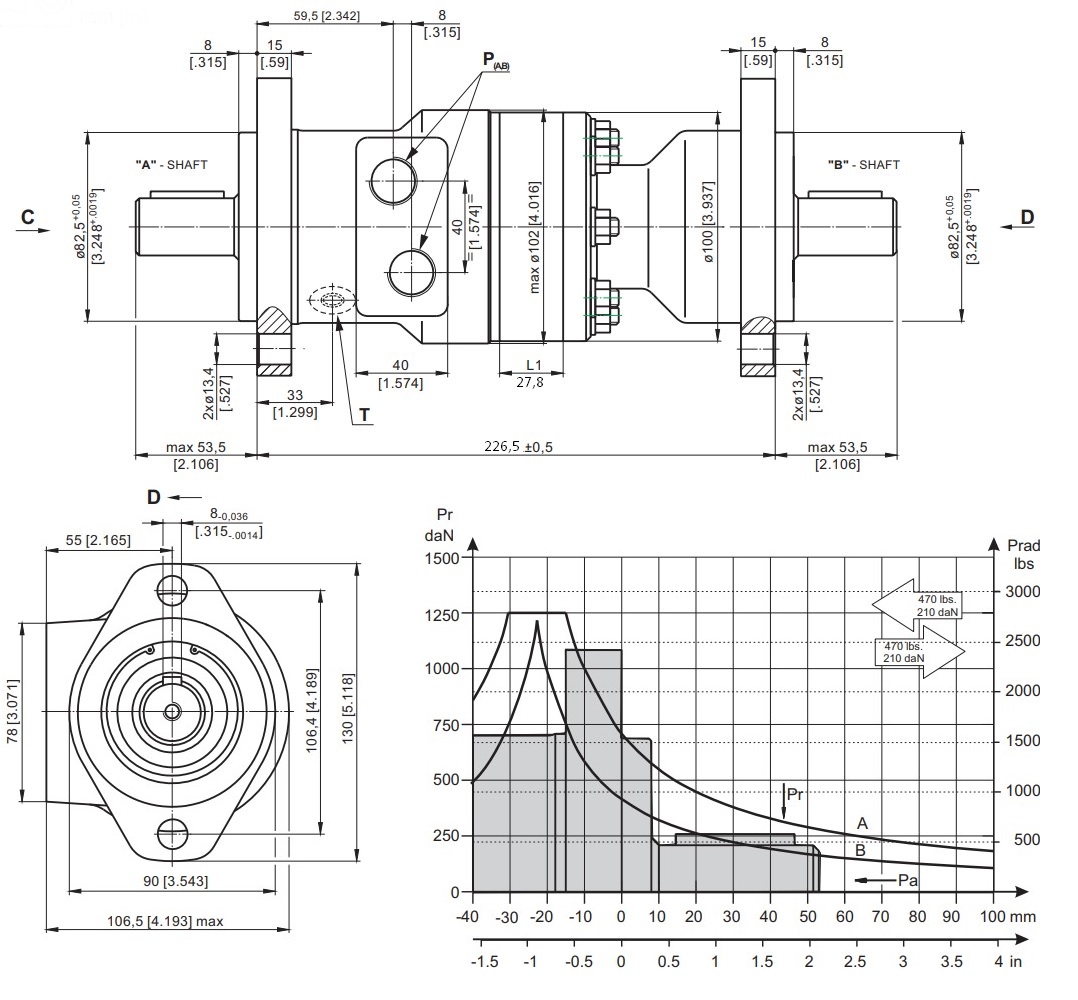 59,5 [2.342]
8
[.315]
8
[.315]
15
[.59]
P(A,B)
15
[.59]
8
[.315]
"A" - SHAFT
"B" - SHAFT
C
D
ø82,5+0,05
[3.248+.0019]
40
=[1.574]=
max ø102 [4.016]
ø100 [3.937]
ø82,5+0,05
[3.248+.0019]
2xø13,4
[.527]
33
[1.299]
T
40
[1.574]
L1
27,8
2xø13,4
[.527]
max 53,5
[2.106]
226,5 ±0,5
max 53,5
[2.106]
D
8-0,036
[.315-.0014]
55 [2.165]
78 [3.071]
106,4 [4.189]
130 [5.118]
90 [3.543]
106,5 [4.193] max
Pr
daN
Prad
lbs
1500
1250
1000
750
500
250
0
3000
2500
2000
1500
1000
500
470 lbs.
210 daN
470 lbs.
210 daN
Pr
A
B
Pa
-40 -30 -20 -10 0 10 20 30 40 50 60 70 80 90 100 mm
-1.5 -1 -0.5 0 0.5 1 1.5 2 2.5 3 3.5 4 in